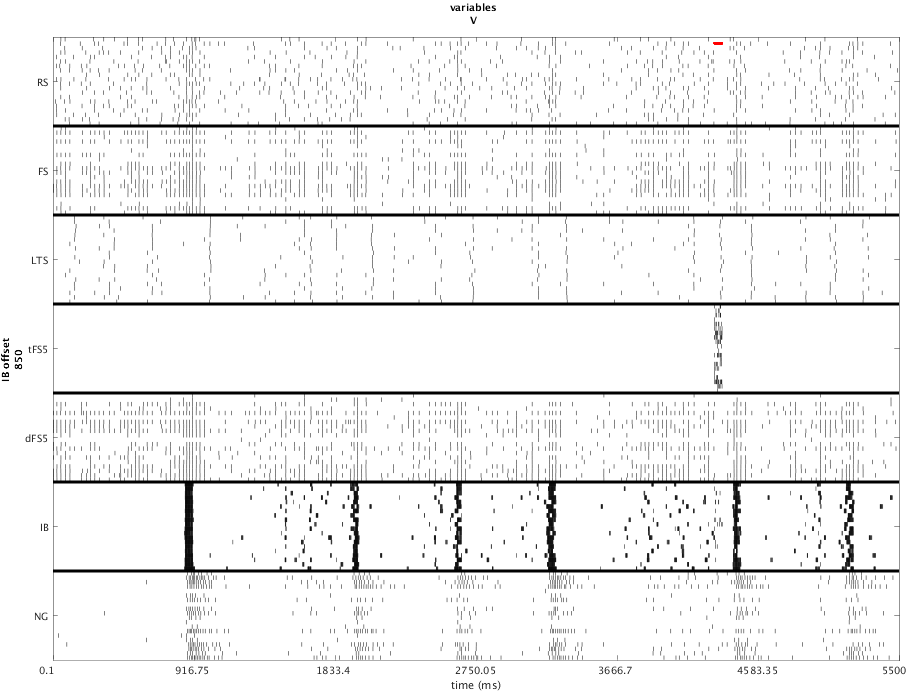 variables
V
RS
FS
LTS
tFS5
dFS5
IB
NG
IB offset
850
0.1 916.75 1833.4 2750.05 3666.7 4583.35 5500
time (ms)